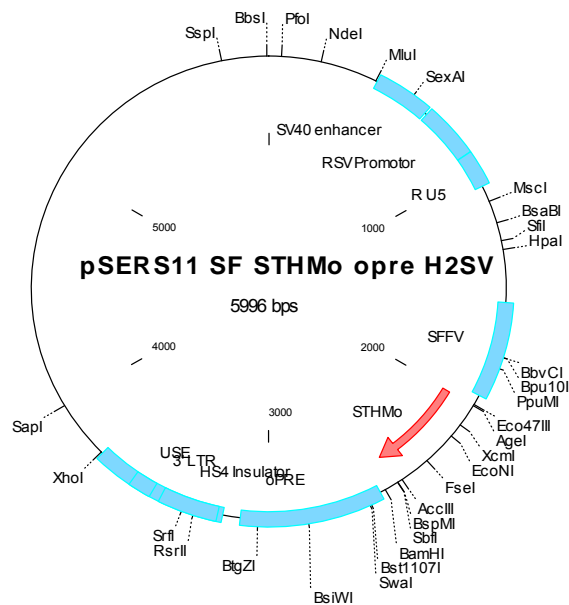 BbsI
PfoI
SspI
NdeI
MluI
SexAI
SV40 enhancer
RSVPromotor
R U5
MscI
BsaBI
SfiI
HpaI
5000
1000
pSERS11 SF STHMo opre H2SV
5996 bps
SFFV
4000
2000
BbvCI
Bpu10I
PpuMI
STHMo
Eco47III
AgeI
XcmI
EcoNI
SapI
3000
USE
3' LTR
HS4 Insulator
oPRE
XhoI
FseI
AccIII
BspMI
SbfI
BamHI
Bst1107I
SwaI
SrfI
RsrII
BtgZI
BsiWI